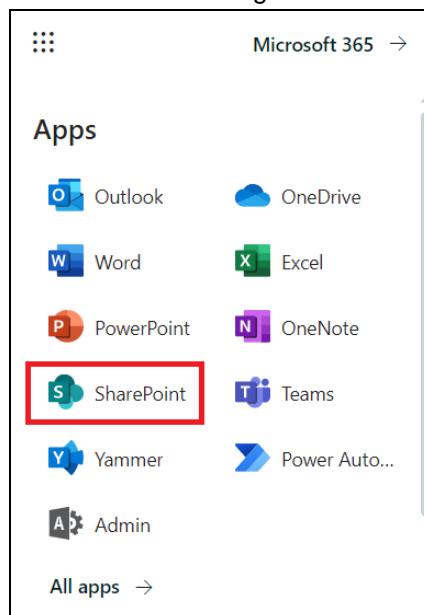 Microsoft 365 →
Apps
Outlook
OneDrive
Word
Excel
PowerPoint
OneNote
SharePoint
Teams
Yammer
Power Auto...
Admin
All apps →